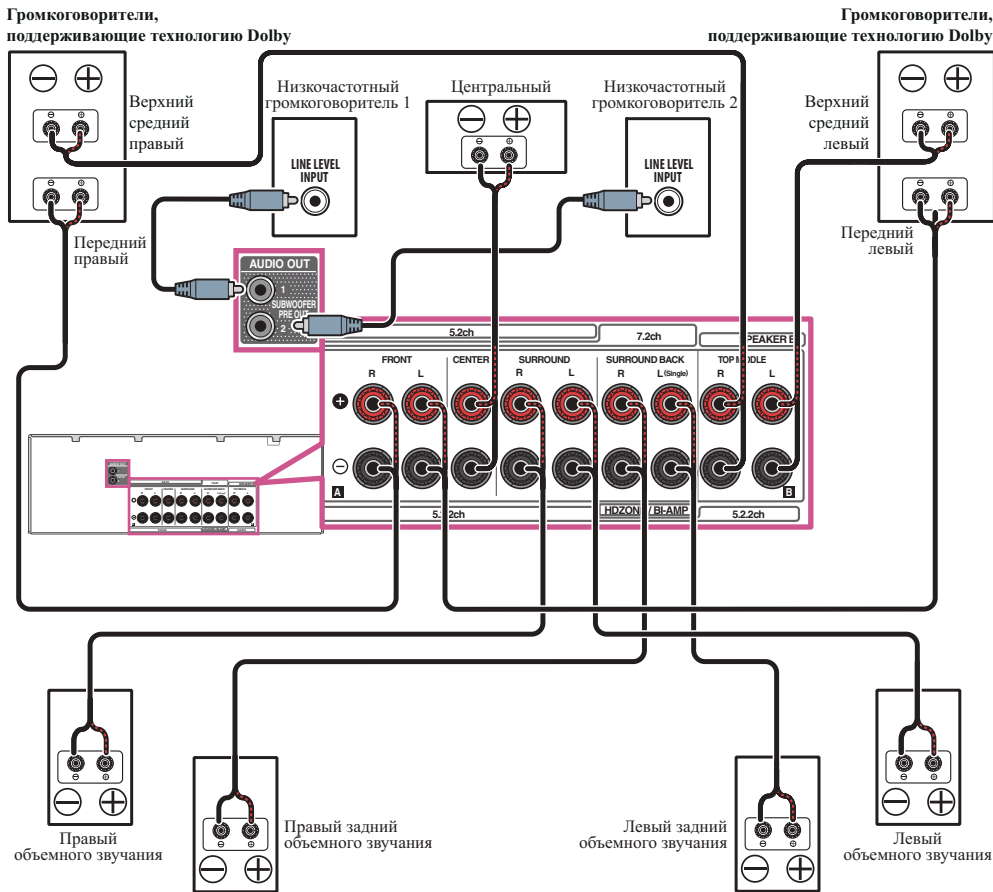 Громкоговорители,
поддерживающие технологию Dolby
Громкоговорители,
поддерживающие технологию Dolby
Верхний
средний
правый
Низкочастотный
громкоговоритель 1
LINE LEVEL
INPUT
Центральный
Низкочастотный
громкоговоритель 2
LINE LEVEL
INPUT
Верхний
средний
левый
Передний
правый
Передний
левый
AUDIO OUT
1
SUBWOOFER
PRE OUT
2
5.2ch
7.2ch
FRONT
CENTER
SURROUND
SURROUND BACK
R
L
R
L
R
L (Single)
R
L
A
B
HDZONE / BI-AMP
5.2.2ch
Правый
объемного звучания
Правый задний
объемного звучания
Левый задний
объемного звучания
Левый
объемного звучания